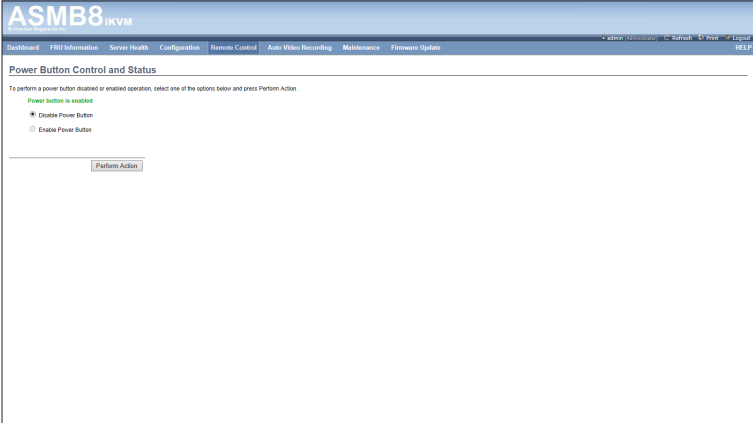 ASMB8 iKVM
© American Megatrends Inc.
• admin (Administrator) Refresh Print Logout
Dashboard FRU Information Server Health Configuration Remote Control Auto Video Recording Maintenance Firmware Update HELP
Power Button Control and Status
To perform a power button disabled or enabled operation, select one of the options below and press Perform Action .
Power button is enabled
Disable Power Button
Enable Power Button
Perform Action